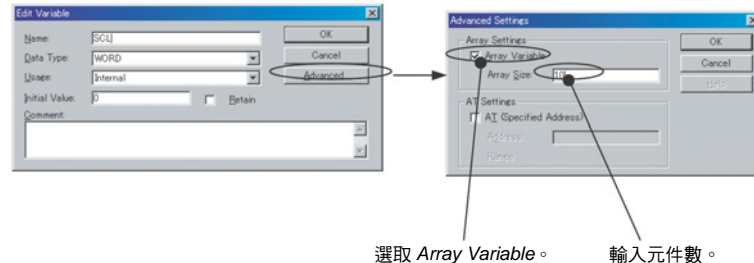 Edit Variable
Name: SCL
Data Type: WORD
Usage: Internal
Initial Value: 0
Retain
Comment:
OK
Cancel
Advanced
Advanced Settings
Array Settings
Array Variable
Array Size: 10
AT Settings
AT (Specified Address)
Address:
Range:
OK
Cancel
Help
選取 Array Variable。
輸入元件數。